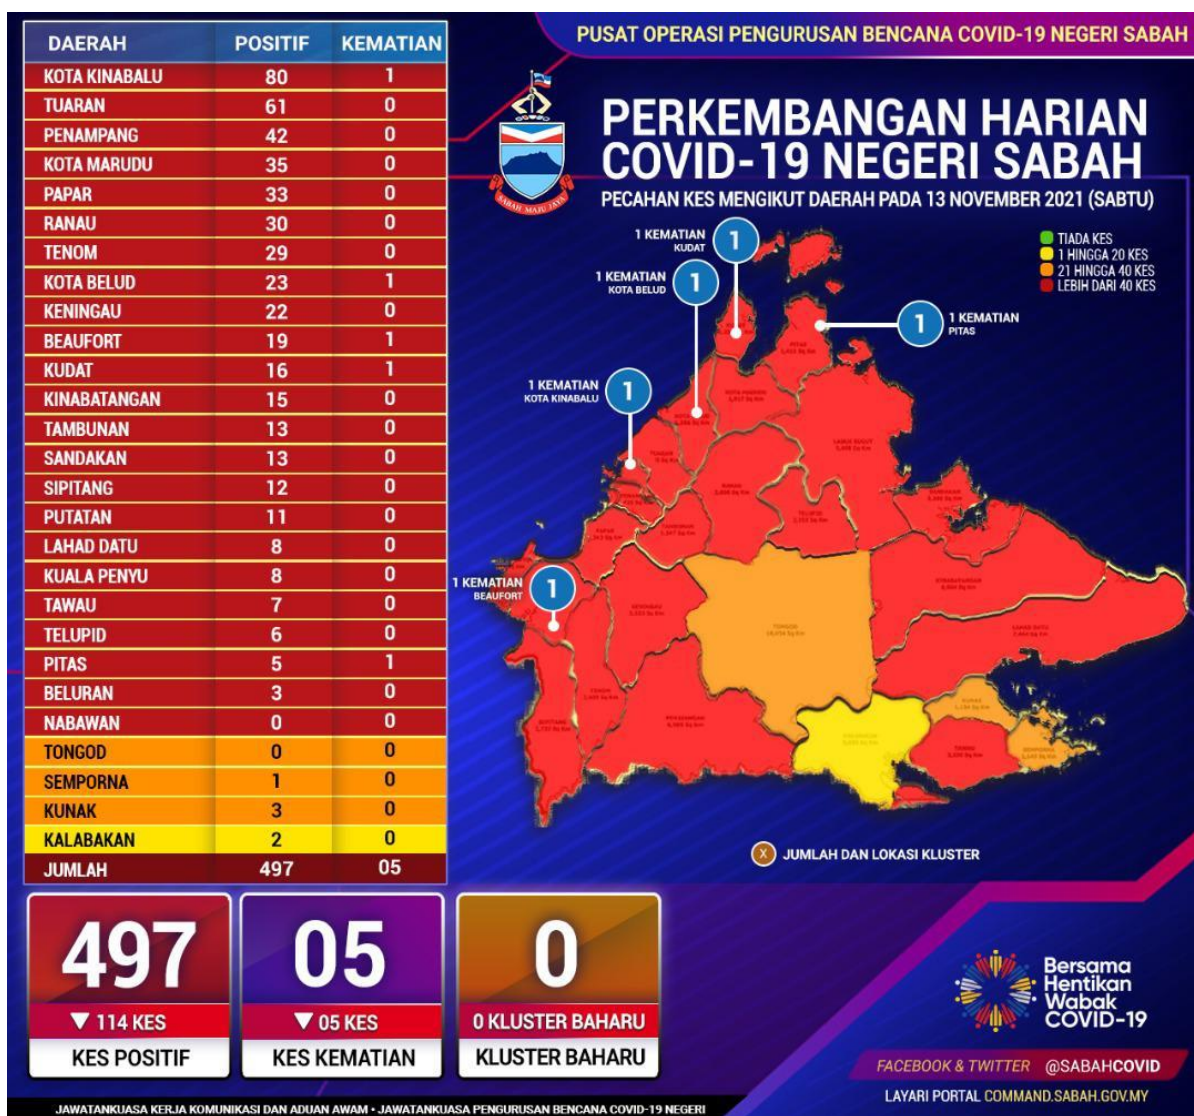 DAERAH POSITIF KEMATIAN
KOTA KINABALU 80 1
TUARAN 61 0
PENAMPANG 42 0
KOTA MARUDU 35 0
PAPAR 33 0
RANAU 30 0
TENOM 29 0
KOTA BELUD 23 1
KENINGAU 22 0
BEAUFORT 19 1
KUDAT 16 1
KINABATANGAN 15 0
TAMBUNAN 13 0
SANDAKAN 13 0
SIPITANG 12 0
PUTATAN 11 0
LAHAD DATU 8 0
KUALA PENYU 8 0
TAWAU 7 0
TELUPID 6 0
PITAS 5 1
BELURAN 3 0
NABAWAN 0 0
TONGOD 0 0
SEMPORNA 1 0
KUNAK 3 0
KALABAKAN 2 0
JUMLAH 497 05
PUSAT OPERASI PENGURUSAN BENCANA COVID-19 NEGERI SABAH
SABAH MAJU JAYA
PERKEMBANGAN HARIAN
COVID-19 NEGERI SABAH
PECAHAN KES MENGIKUT DAERAH PADA 13 NOVEMBER 2021 (SABTU)
TIADA KES
1 HINGGA 20 KES
21 HINGGA 40 KES
LEBIH DARI 40 KES
1 KEMATIAN
KUDAT
1
1 KEMATIAN
KOTA BELUD
1
1
1 KEMATIAN
PITAS
1 KEMATIAN
KOTA KINABALU
1
1 KEMATIAN
BEAUFORT
1
X JUMLAH DAN LOKASI KLUSTER
497
▼ 114 KES
KES POSITIF
05
▼ 05 KES
KES KEMATIAN
0
0 KLUSTER BAHARU
KLUSTER BAHARU
Bersama
Hentikan
Wabak
COVID-19
FACEBOOK & TWITTER @SABAHCOVID
LAYARI PORTAL COMMAND.SABAH.GOV.MY
JAWATANKUASA KERJA KOMUNIKASI DAN ADUAN AWAM • JAWATANKUASA PENGURUSAN BENCANA COVID-19 NEGERI